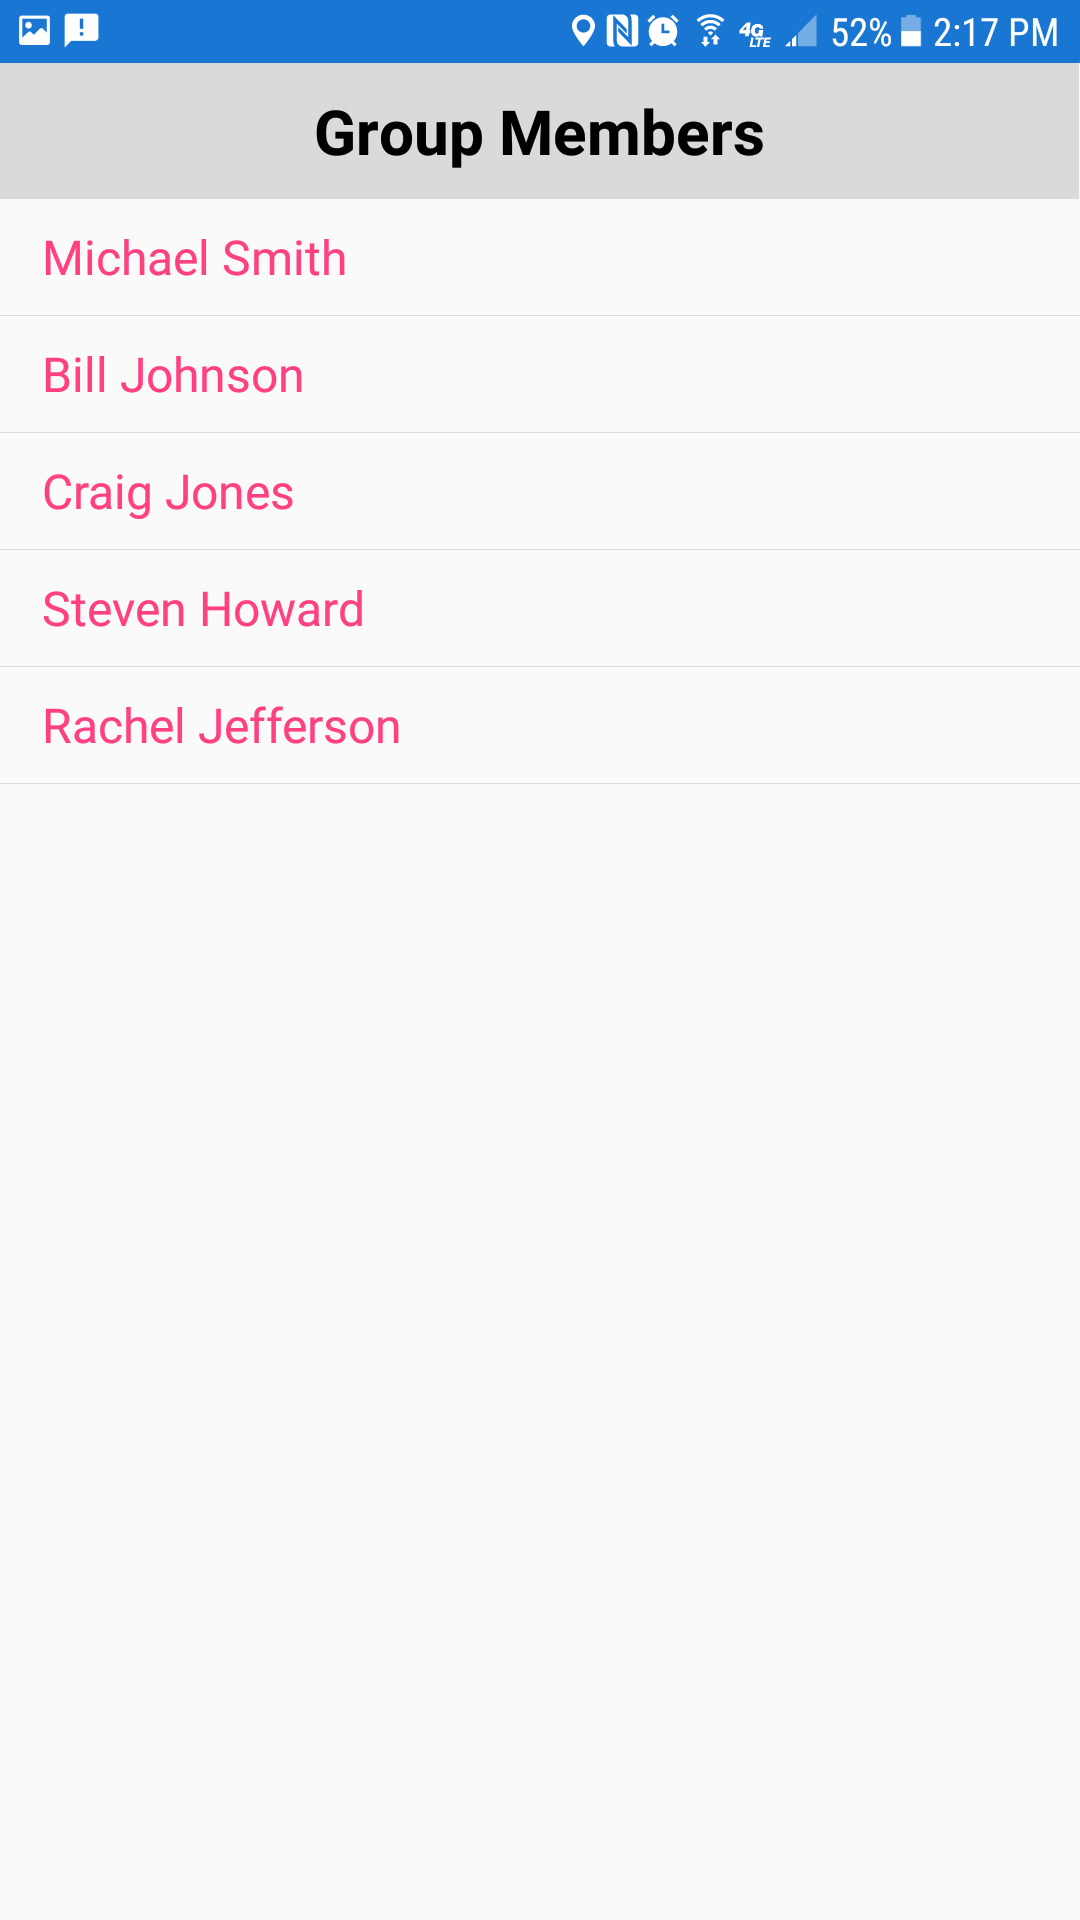 4G LTE 52% 2:17 PM
Group Members
Michael Smith
Bill Johnson
Craig Jones
Steven Howard
Rachel Jefferson